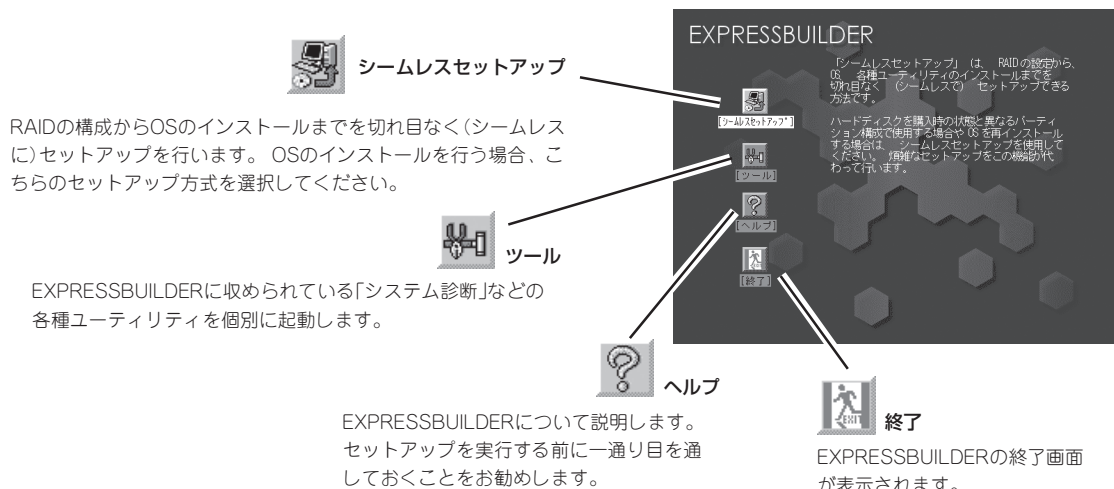 シームレスセットアップ
RAIDの構成からOSのインストールまでを切れ目なく(シームレス
に)セットアップを行います。 OSのインストールを行う場合、こ
ちらのセットアップ方式を選択してください。
ツール
EXPRESSBUILDERに収められている「システム診断」などの
各種ユーティリティを個別に起動します。
ヘルプ
EXPRESSBUILDERについて説明します。
セットアップを実行する前に一通り目を通
しておくことをお勧めします。
EXIT
終了
EXPRESSBUILDERの終了画面
が表示されます。
EXPRESSBUILDER
「シームレスセットアップ」 は、 RAIDの設定から、
OS、 各種ユーティリティのインストールまでを
切れ目なく (シームレスで) セットアップできる
方法です。
ハードディスクを購入時の状態と異なるパーティ
ション構成で使用する場合や OS を再インストール
する場合は、 シームレスセットアップを使用して
ください。 煩雑なセットアップをこの機能が代
わって行います。
[シームレスセットアップ]
[ツール]
[ヘルプ]
[終了]